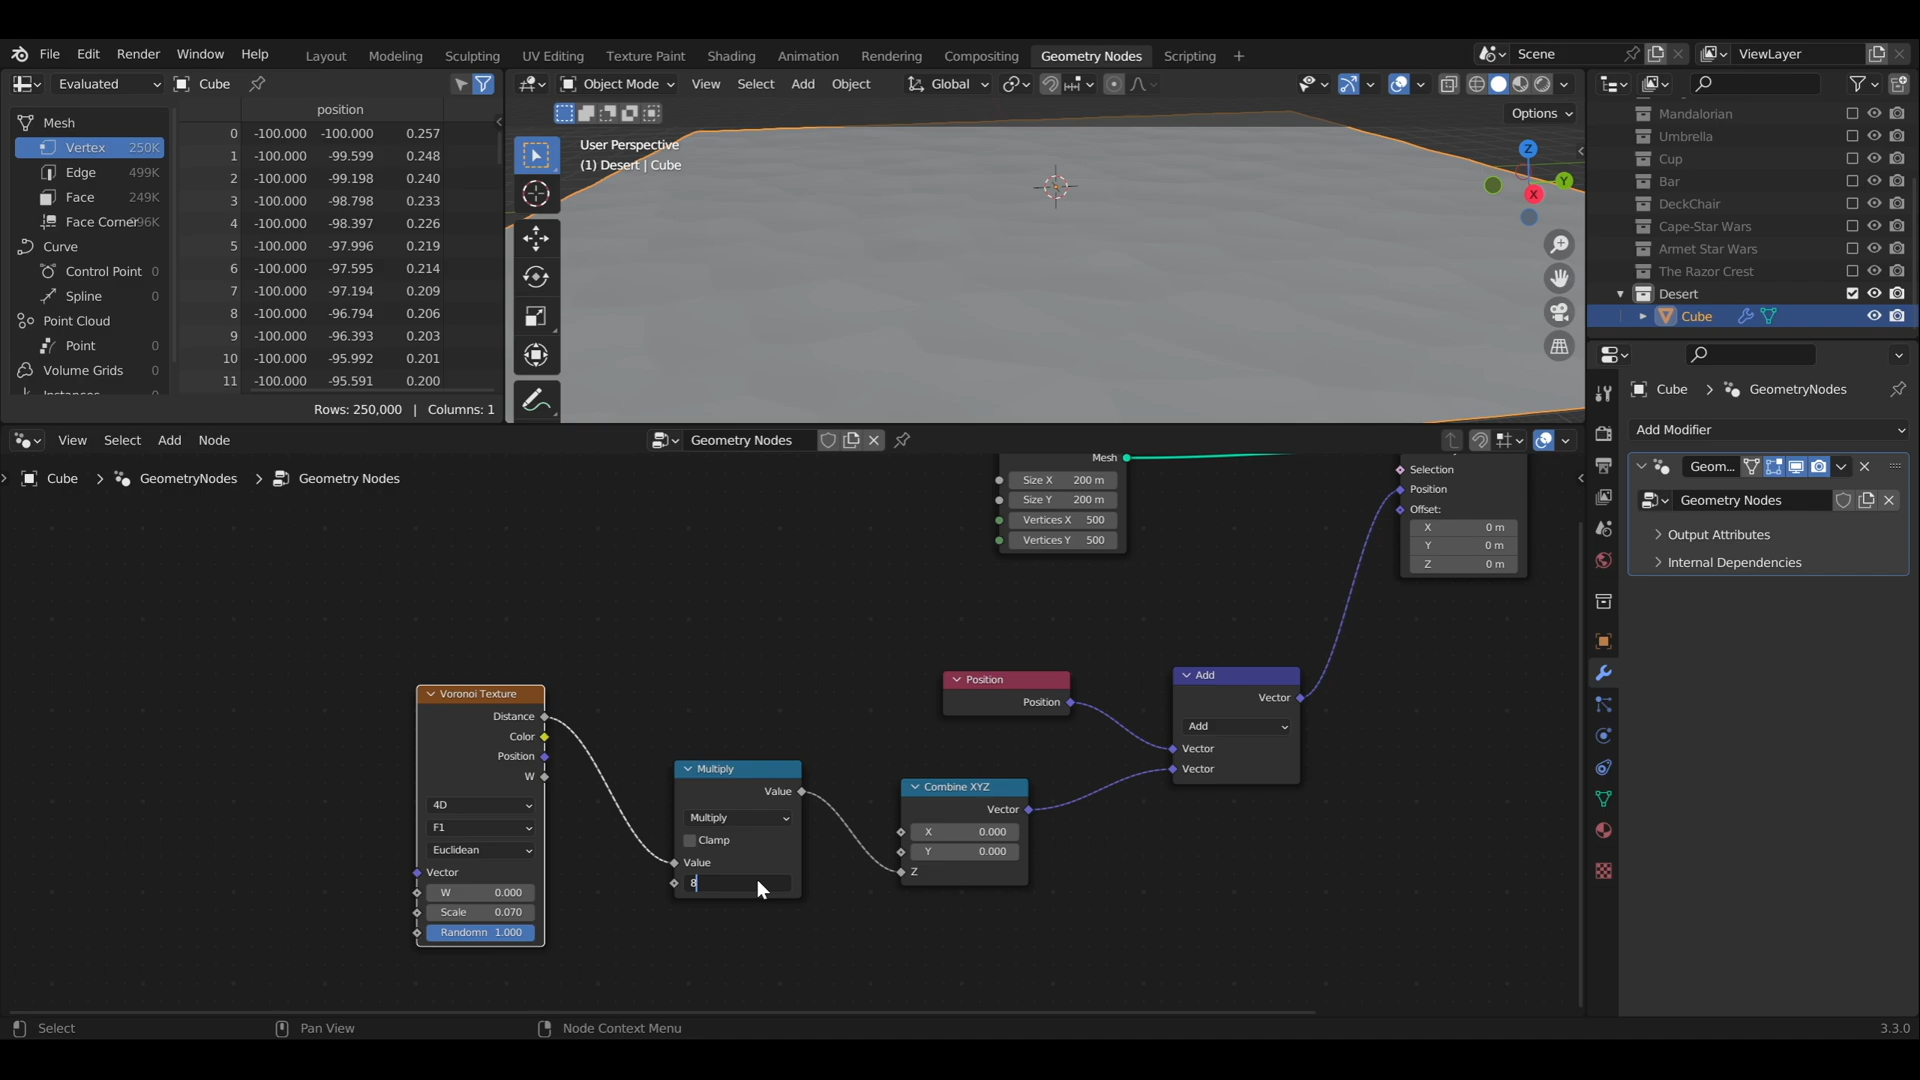 File Edit Render Window Help Layout Modeling Sculpting UV Editing Texture Paint Shading Animation Rendering Compositing Geometry Nodes Scripting + Scene ViewLayer
Evaluated Cube
Object Mode View Select Add Object Global
Options
position
Mesh
Vertex 250K
Edge 499K
Face 249K
Face Corner 996K
Curve
Control Point 0
Spline 0
Point Cloud
Point 0
Volume Grids 0
Instances 0
0 -100.000 -100.000 0.257
1 -100.000 -99.599 0.248
2 -100.000 -99.198 0.240
3 -100.000 -98.798 0.233
4 -100.000 -98.397 0.226
5 -100.000 -97.996 0.219
6 -100.000 -97.595 0.214
7 -100.000 -97.194 0.209
8 -100.000 -96.794 0.206
9 -100.000 -96.393 0.203
10 -100.000 -95.992 0.201
11 -100.000 -95.591 0.200
Rows: 250,000 | Columns: 1
User Perspective
(1) Desert | Cube
Z
Y
X
Mandalorian
Umbrella
Cup
Bar
DeckChair
Cape-Star Wars
Armet Star Wars
The Razor Crest
Desert
Cube
Cube > GeometryNodes
Add Modifier
Geom...
Geometry Nodes
Output Attributes
Internal Dependencies
View Select Add Node Geometry Nodes
Cube > GeometryNodes > Geometry Nodes
Mesh
Size X 200 m
Size Y 200 m
Vertices X 500
Vertices Y 500
Selection
Position
Offset:
X 0 m
Y 0 m
Z 0 m
Voronoi Texture
Distance
Color
Position
W
4D
F1
Euclidean
Vector
W 0.000
Scale 0.070
Randomn 1.000
Multiply
Value
Multiply
Clamp
Value
8
Position
Position
Combine XYZ
Vector
X 0.000
Y 0.000
Z
Add
Vector
Add
Vector
Vector
Select Pan View Node Context Menu 3.3.0